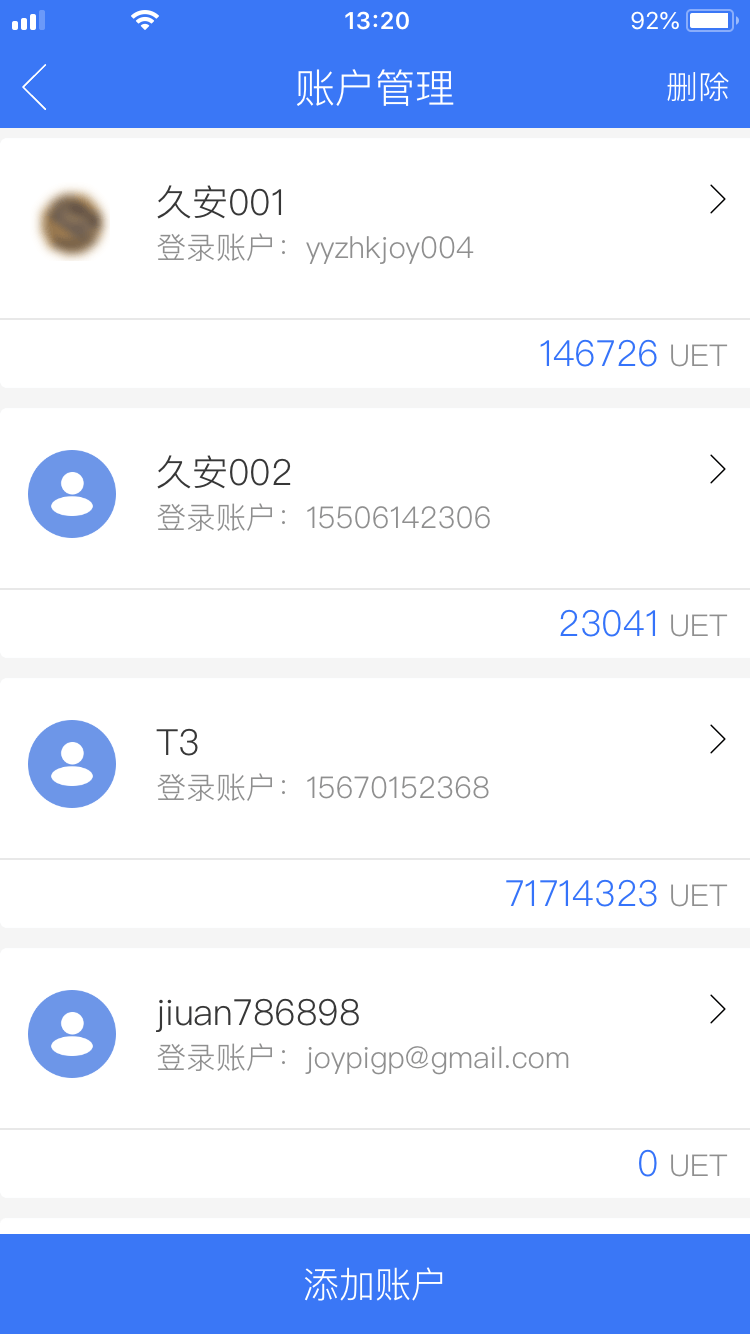 13:20
92%
账户管理
删除
久安001
登录账户：yyzhkjoy004
146726 UET
久安002
登录账户：15506142306
23041 UET
T3
登录账户：15670152368
71714323 UET
jiuan786898
登录账户：joypigp@gmail.com
0 UET
添加账户